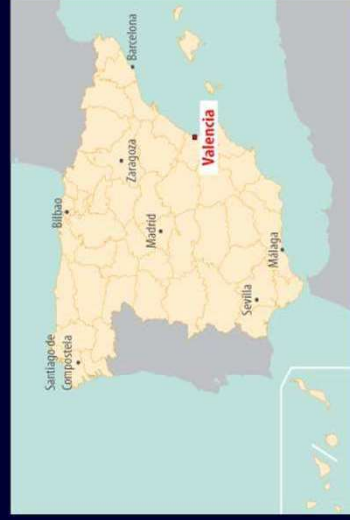 Santiago de
Compostela
Bilbao
Barcelona
Zaragoza
Madrid
Valencia
Sevilla
Málaga